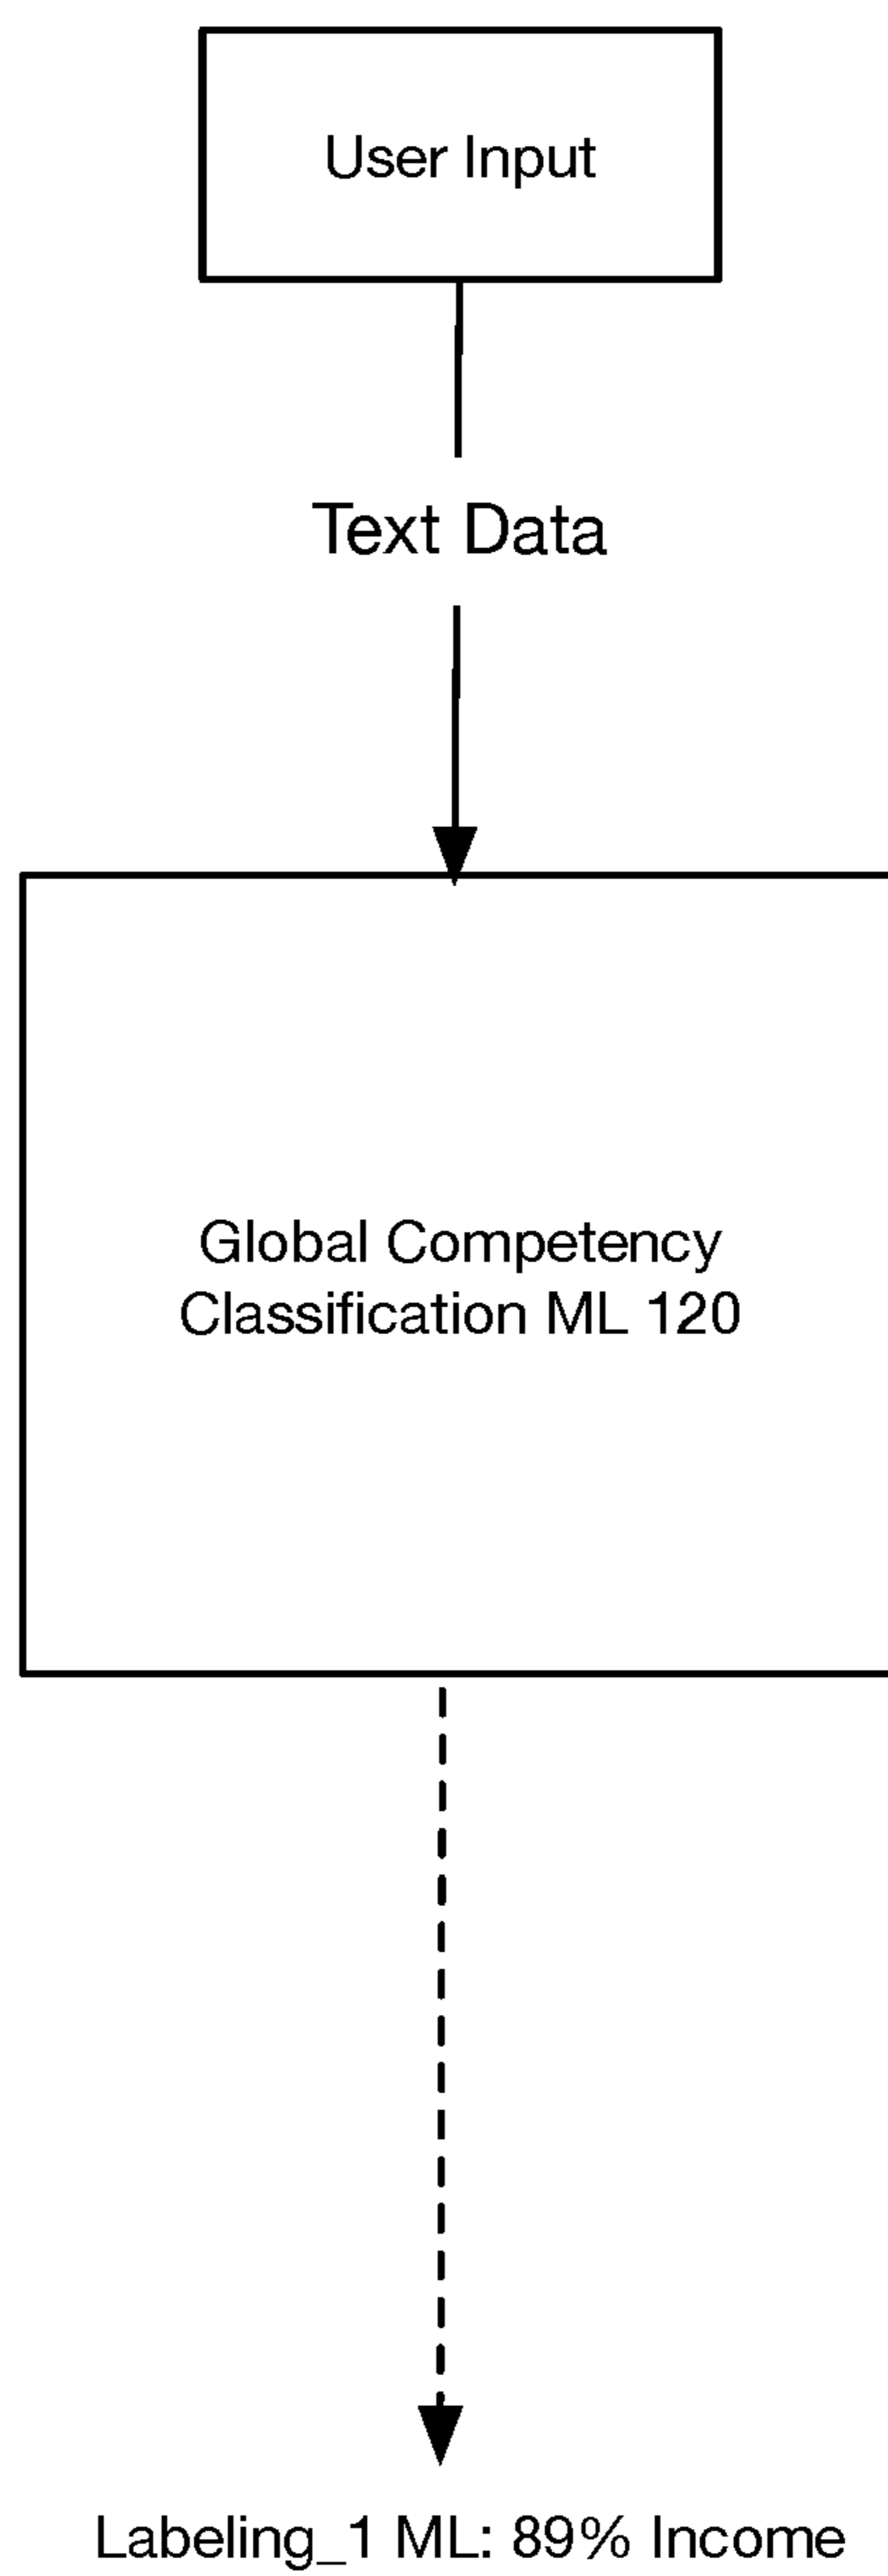 User Input
Text Data
Global Competency
Classification ML 120
Labeling_1 ML: 89% Income